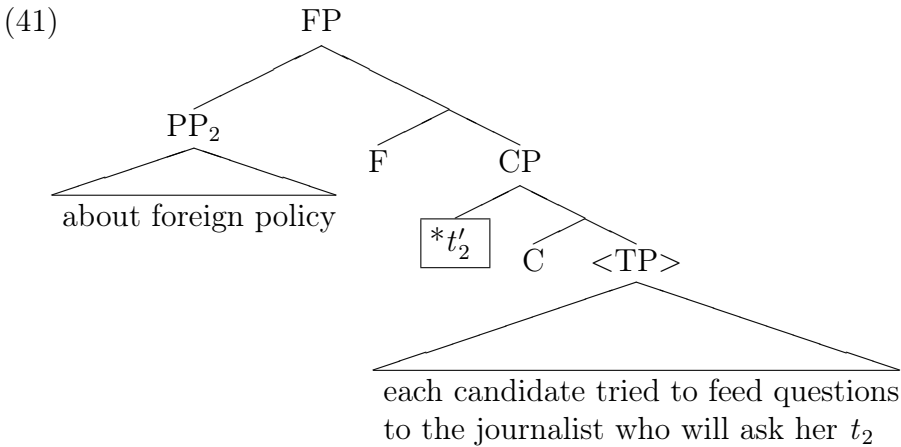 (41)
FP
PP₂
F
CP
about foreign policy
*t′₂
C
<TP>
each candidate tried to feed questions
to the journalist who will ask her t₂